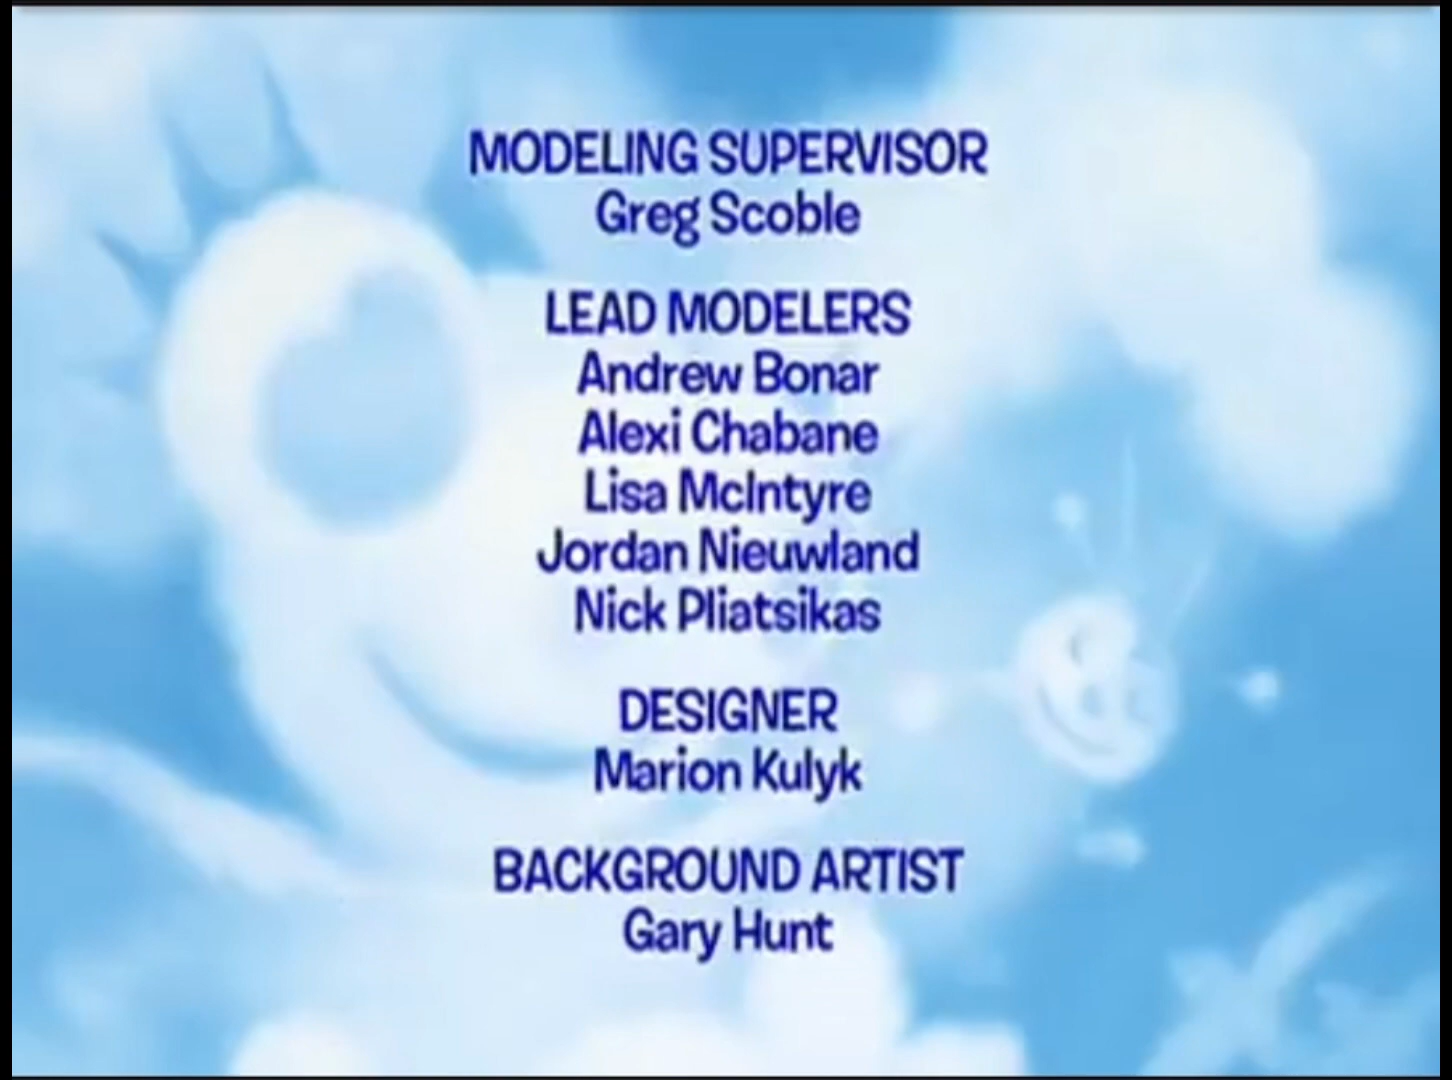 MODELING SUPERVISOR
Greg Scoble
LEAD MODELERS
Andrew Bonar
Alexi Chabane
Lisa McIntyre
Jordan Nieuwland
Nick Pliatsikas
DESIGNER
Marion Kulyk
BACKGROUND ARTIST
Gary Hunt